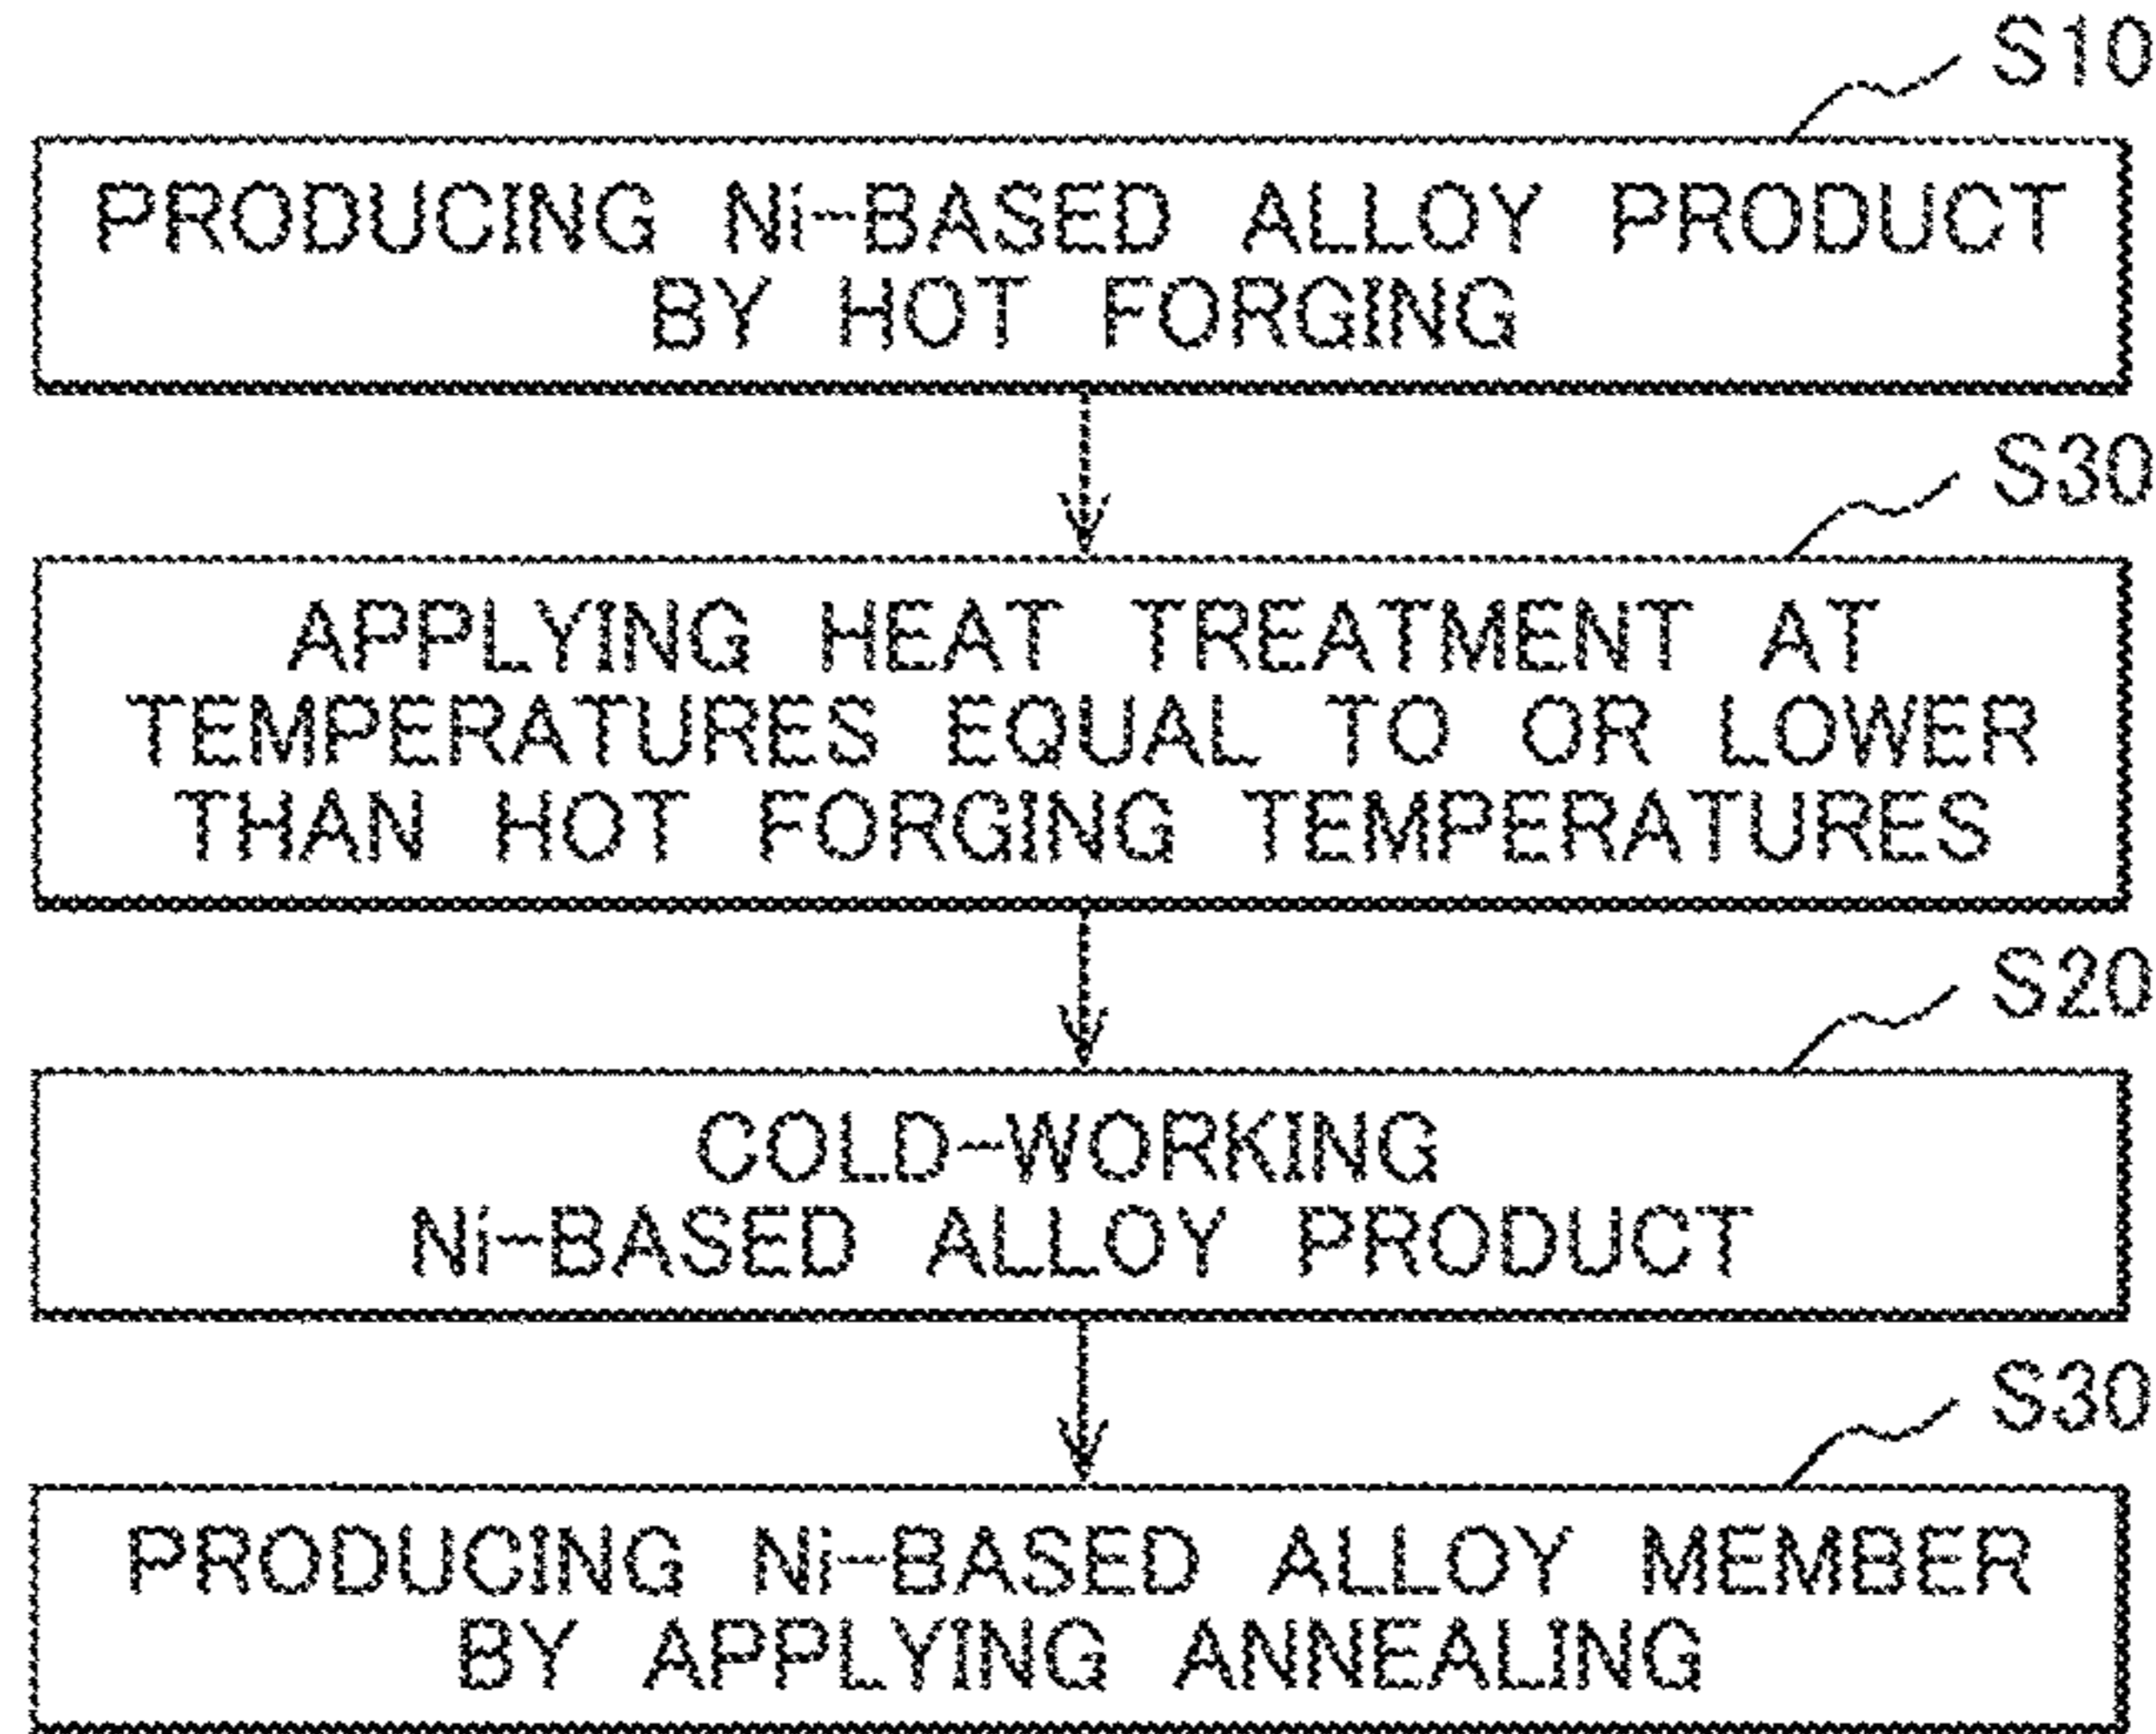 S10
PRODUCING Ni-BASED ALLOY PRODUCT
BY HOT FORGING
S30
APPLYING HEAT TREATMENT AT
TEMPERATURES EQUAL TO OR LOWER
THAN HOT FORGING TEMPERATURES
S20
COLD-WORKING
Ni-BASED ALLOY PRODUCT
S30
PRODUCING Ni-BASED ALLOY MEMBER
BY APPLYING ANNEALING